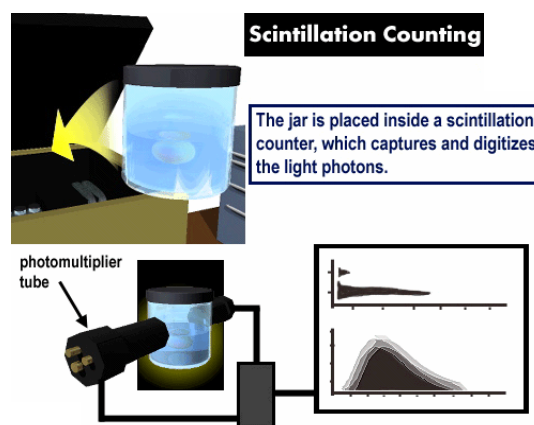 Scintillation Counting
The jar is placed inside a scintillation
counter, which captures and digitizes
the light photons.
photomultiplier
tube